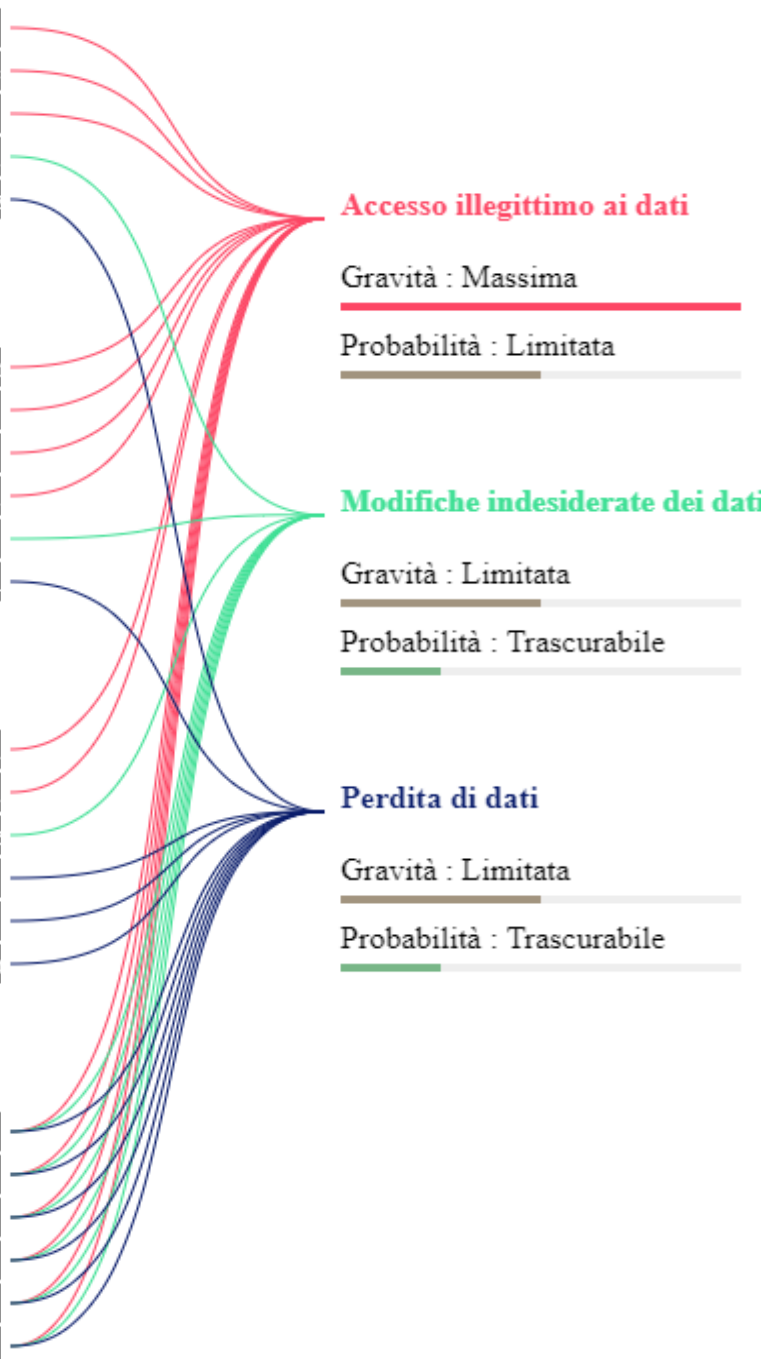 Accesso illegittimo ai dati
Gravità : Massima
Probabilità : Limitata
Modifiche indesiderate dei dati
Gravità : Limitata
Probabilità : Trascurabile
Perdita di dati
Gravità : Limitata
Probabilità : Trascurabile